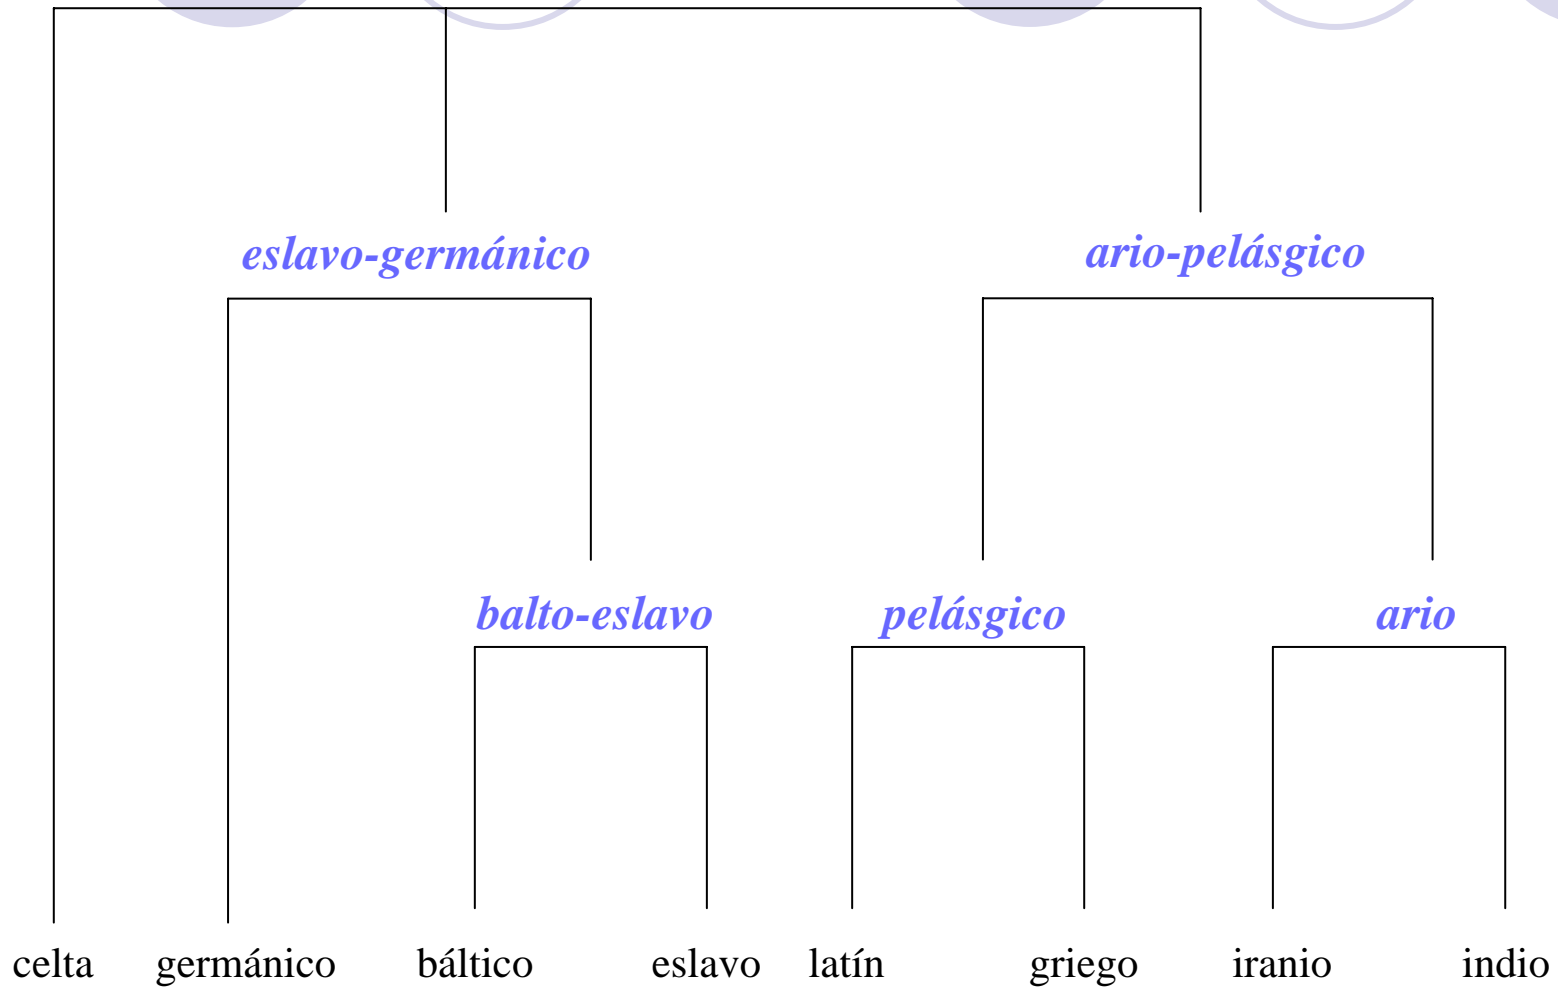 eslavo-germánico ario-pelásgico
balto-eslavo pelásgico ario
celta germánico báltico eslavo latín griego iranio indio